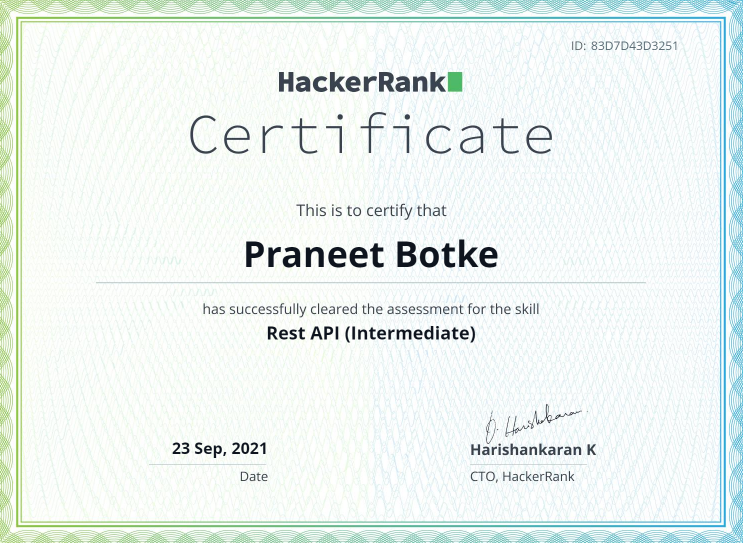 ID: 83D7D43D3251
HackerRank
Certificate
This is to certify that
Praneet Botke
has successfully cleared the assessment for the skill
Rest API (Intermediate)
23 Sep, 2021
Date
D. Harishankaran.
Harishankaran K
CTO, HackerRank